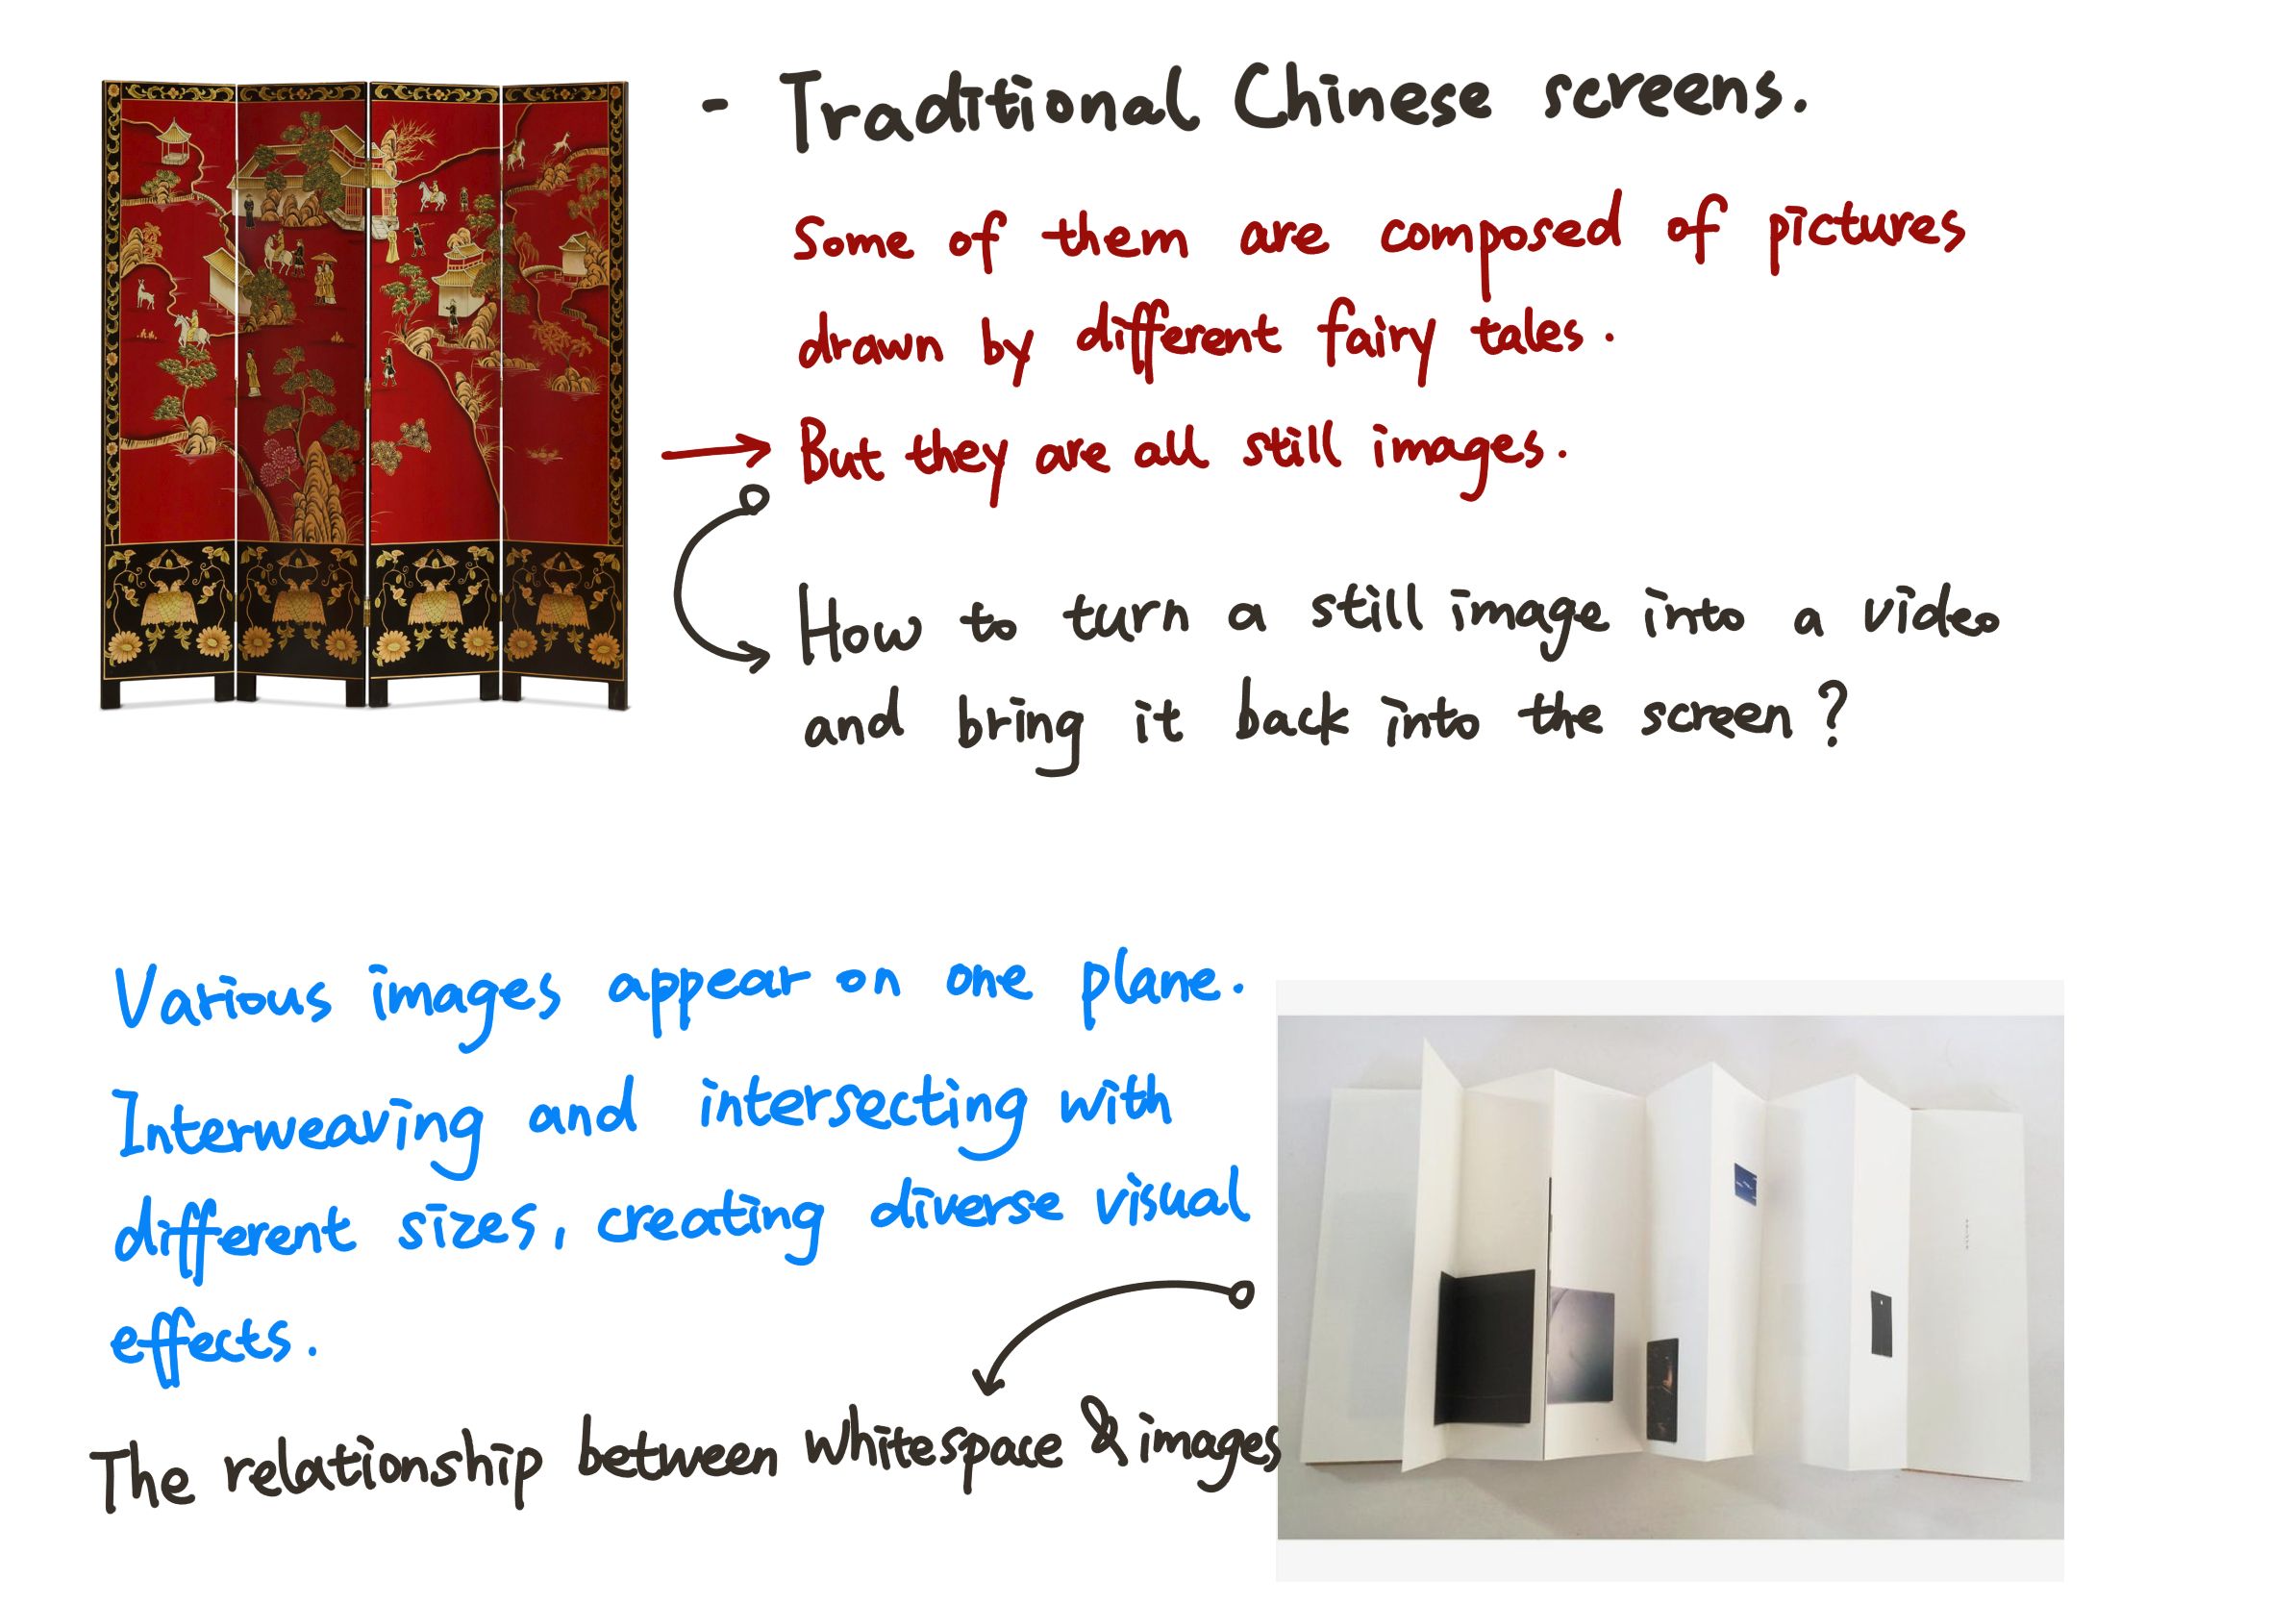 - Traditional Chinese screens.
Some of them are composed of pictures
drawn by different fairy tales.
But they are all still images.
How to turn a still image into a video
and bring it back into the screen?
Various images appear on one plane.
Interweaving and intersecting with
different sizes, creating diverse visual
effects.
The relationship between whitespace & images